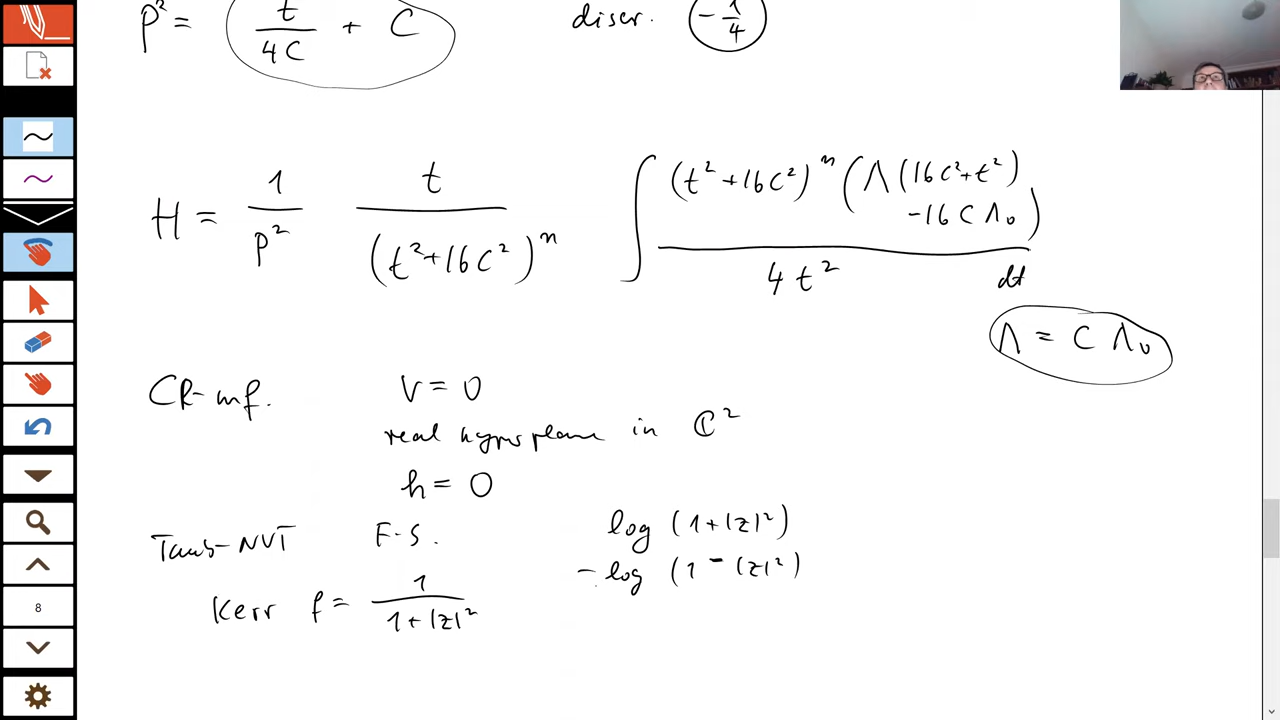 p² = t/4C + C discr. -1/4
H = 1/p² t/(t²+16C²)ⁿ ∫ (t²+16C²)ⁿ (Λ(16C²+t²) -16CΛ₀) / 4t² dt
Λ = CΛ₀
CR-mf. V = 0
real hyperplane in ℂ²
h = 0
Taub-NUT F-S. log (1+|z|²)
-log (1-|z|²)
Kerr f = 1/1+|z|²
8